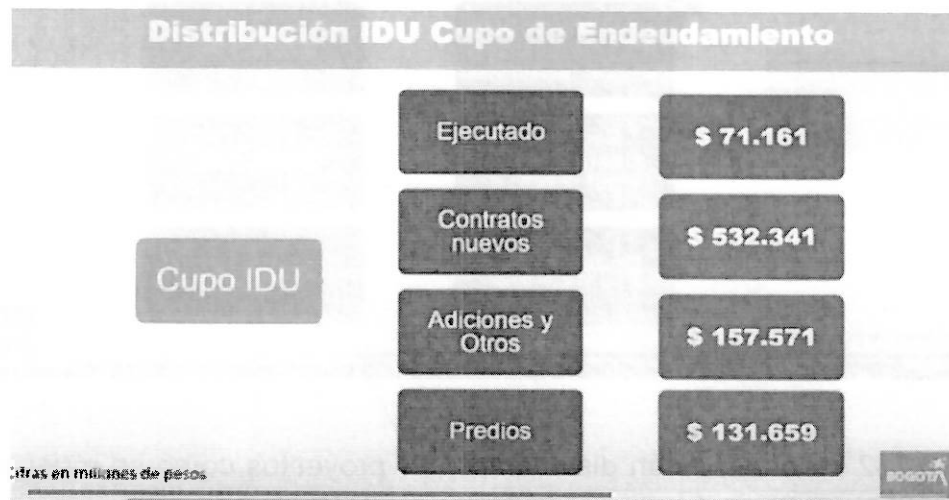 Distribución IDU Cupo de Endeudamiento
Cupo IDU
Ejecutado
$ 71.161
Contratos
nuevos
$ 532.341
Adiciones y
Otros
$ 157.571
Predios
$ 131.659
Cifras en millones de pesos
BOGOTÁ